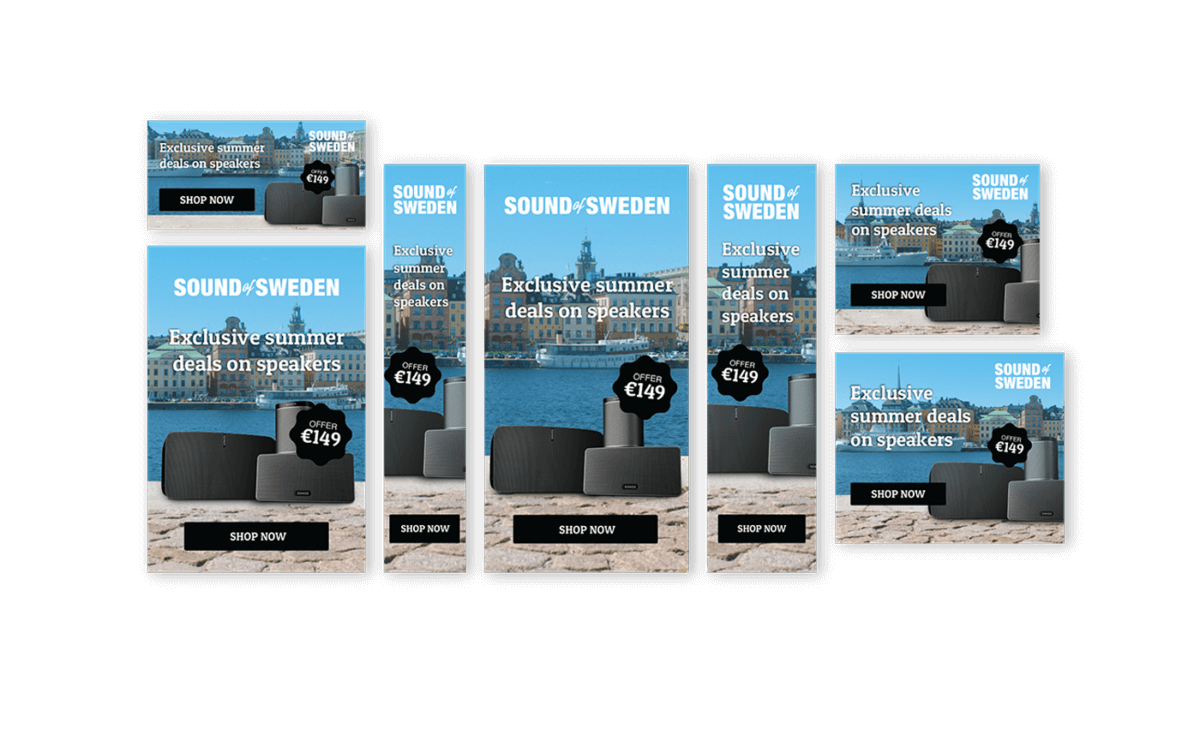 Exclusive summer
deals on speakers
SOUND of
SWEDEN
OFFER
€149
SHOP NOW
SOUND of SWEDEN
Exclusive summer
deals on speakers
OFFER
€149
SONOS
SHOP NOW
SOUND of
SWEDEN
Exclusive
summer
deals on
speakers
OFFER
€149
SHOP NOW
SOUND of SWEDEN
Exclusive summer
deals on speakers
OFFER
€149
SONOS
SHOP NOW
SOUND of
SWEDEN
Exclusive
summer
deals on
speakers
OFFER
€149
SHOP NOW
Exclusive
summer deals
on speakers
SOUND of
SWEDEN
OFFER
€149
SHOP NOW
Exclusive
summer deals
on speakers
SOUND of
SWEDEN
OFFER
€149
SHOP NOW